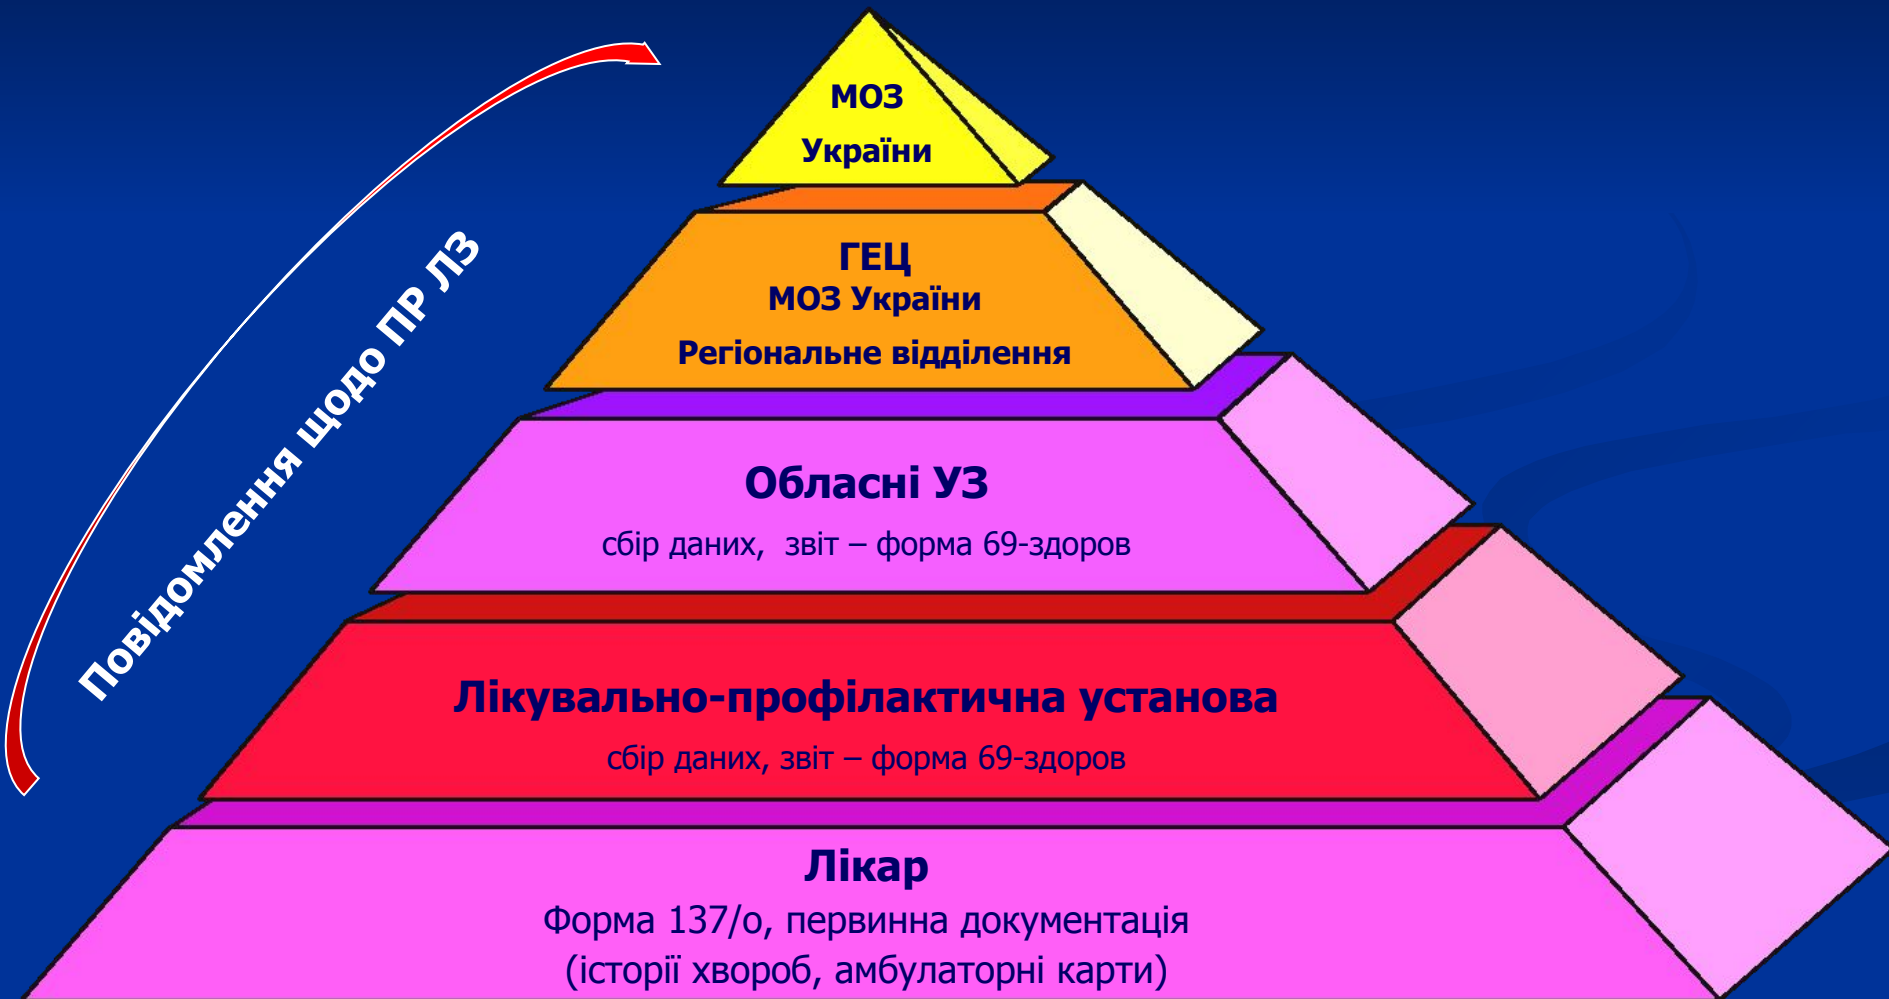 МОЗ
України
ГЕЦ
МОЗ України
Регіональне відділення
Повідомлення щодо ПР ЛЗ
Обласні УЗ
сбір даних, звіт – форма 69-здоров
Лікувально-профілактична установа
сбір даних, звіт – форма 69-здоров
Лікар
Форма 137/о, первинна документація
(історії хвороб, амбулаторні карти)